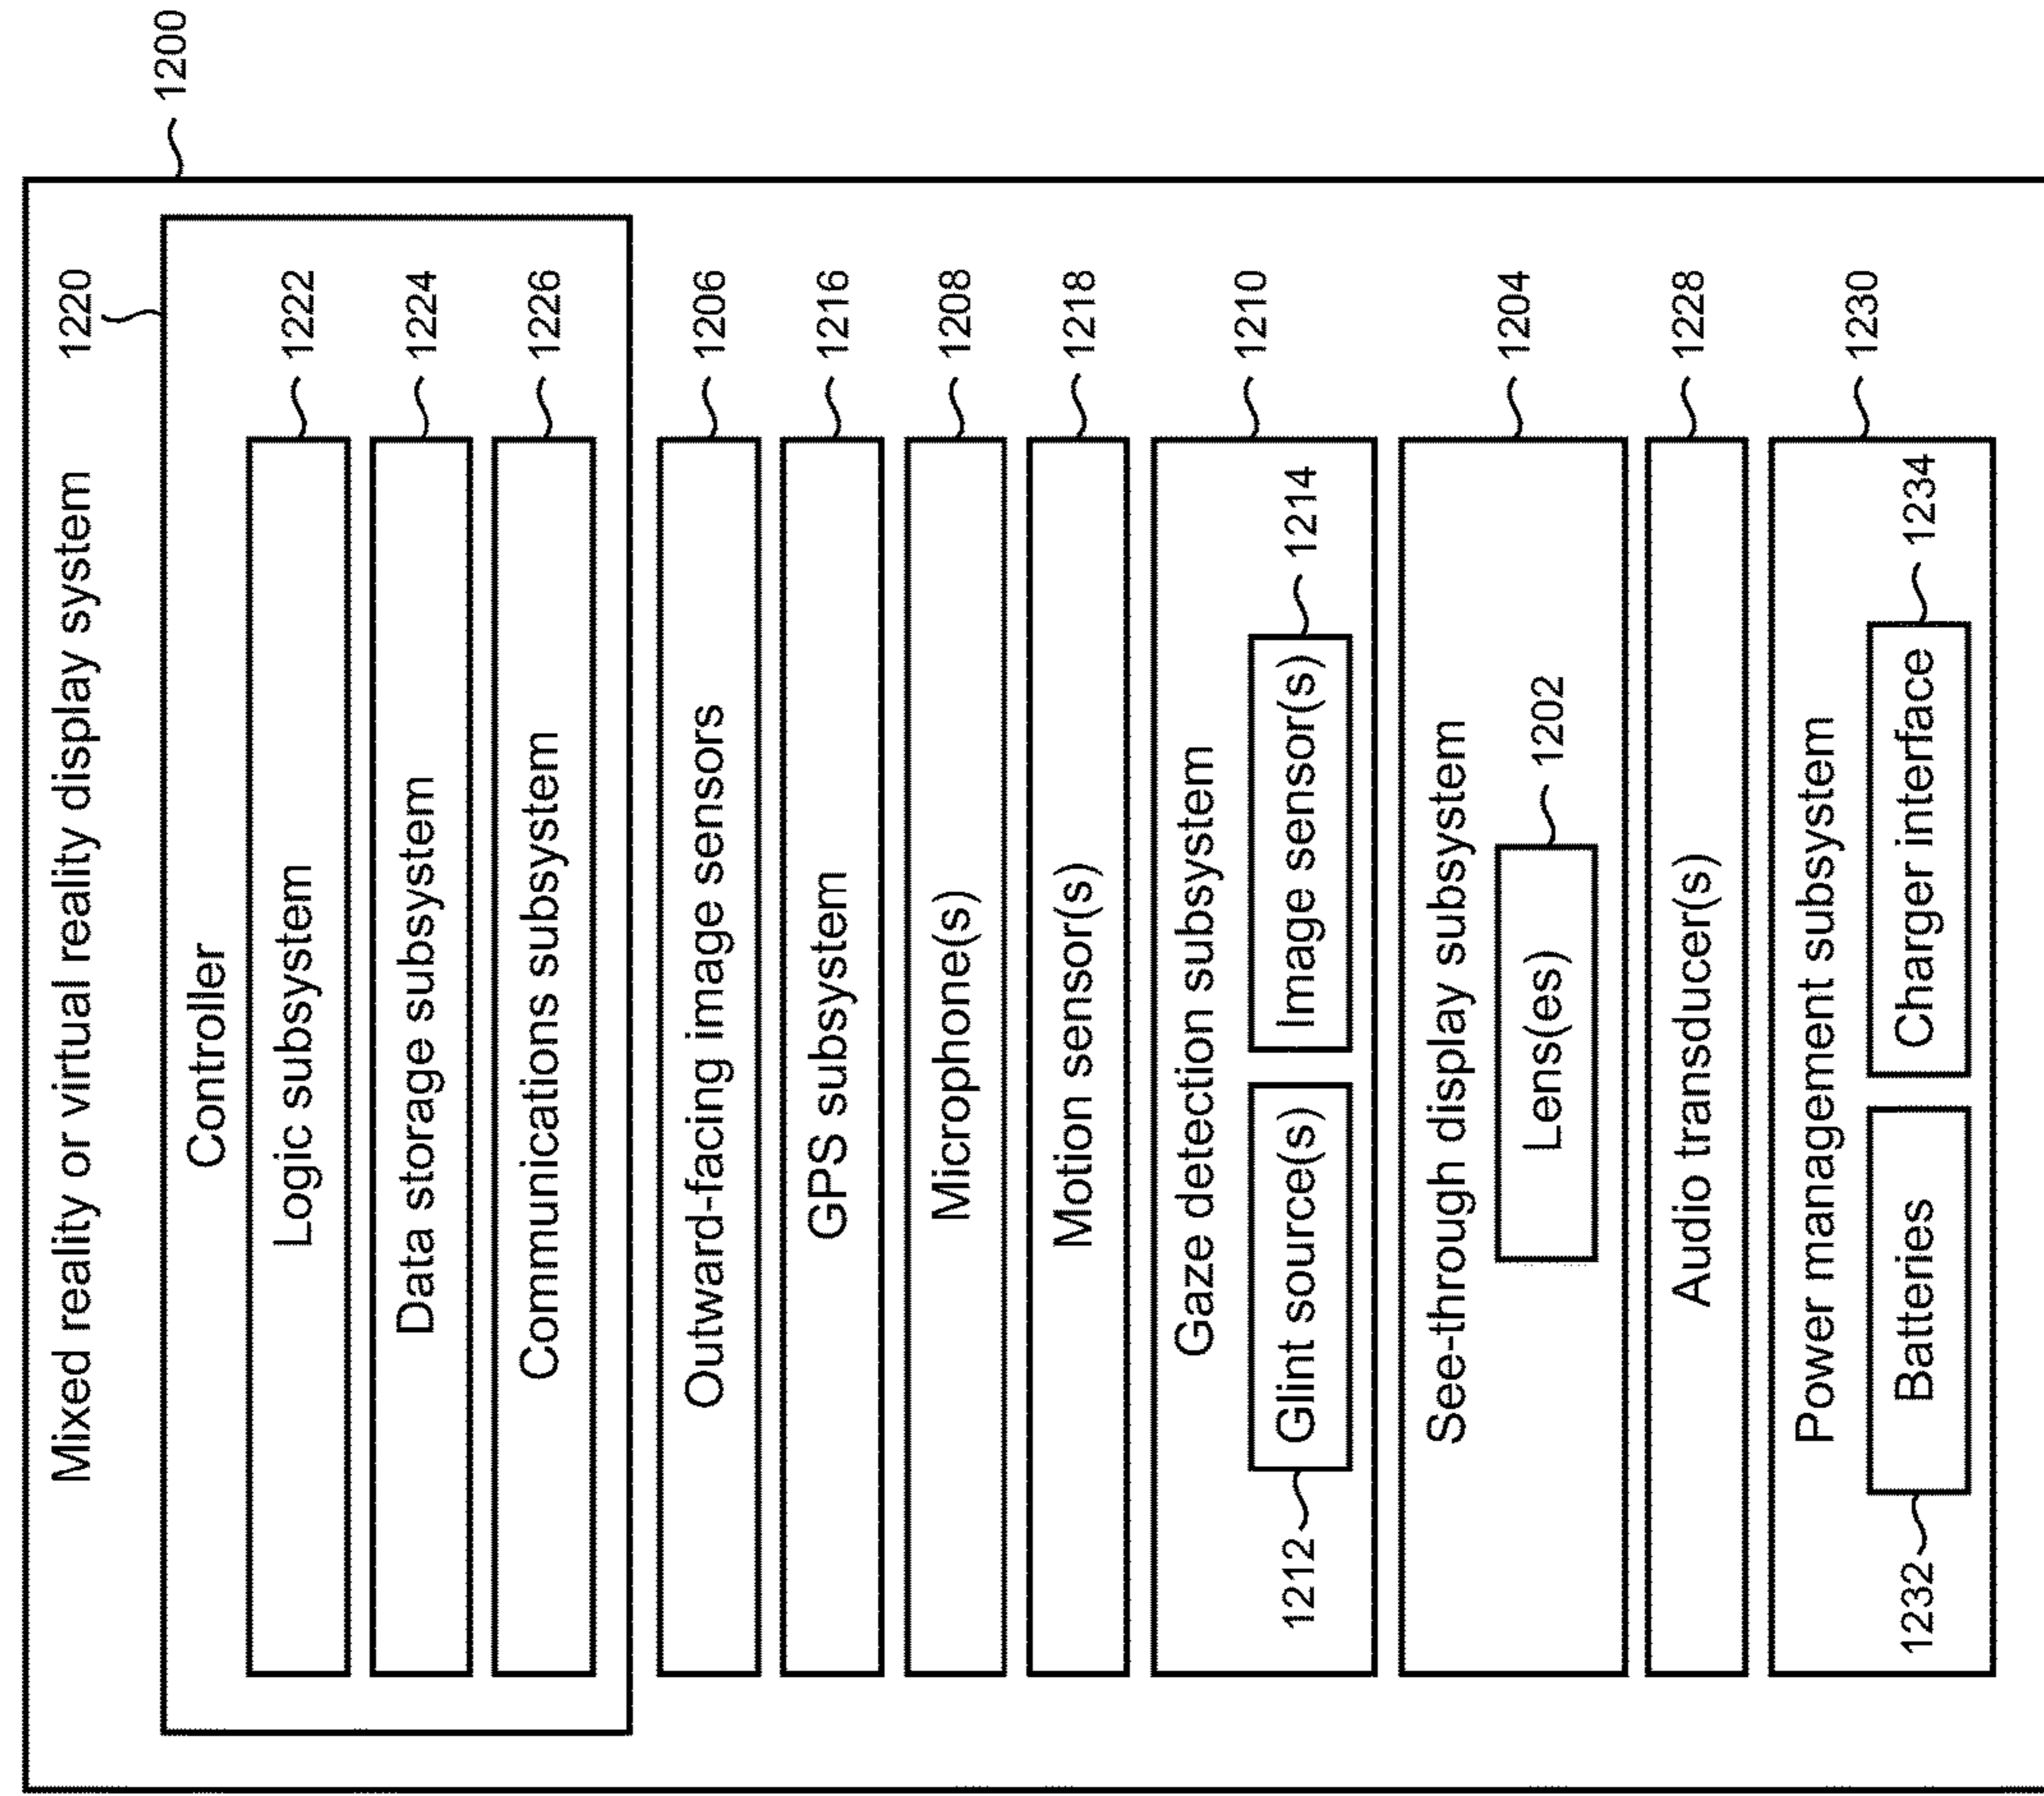 1200
Mixed reality or virtual reality display system
1220
Controller
Logic subsystem
1222
Data storage subsystem
1224
Communications subsystem
1226
Outward-facing image sensors
1206
GPS subsystem
1216
Microphone(s)
1208
Motion sensor(s)
1218
Gaze detection subsystem
1210
1212
Glint source(s)
Image sensor(s)
1214
See-through display subsystem
1204
Lens(es)
1202
Audio transducer(s)
1228
Power management subsystem
1230
1232
Batteries
Charger interface
1234